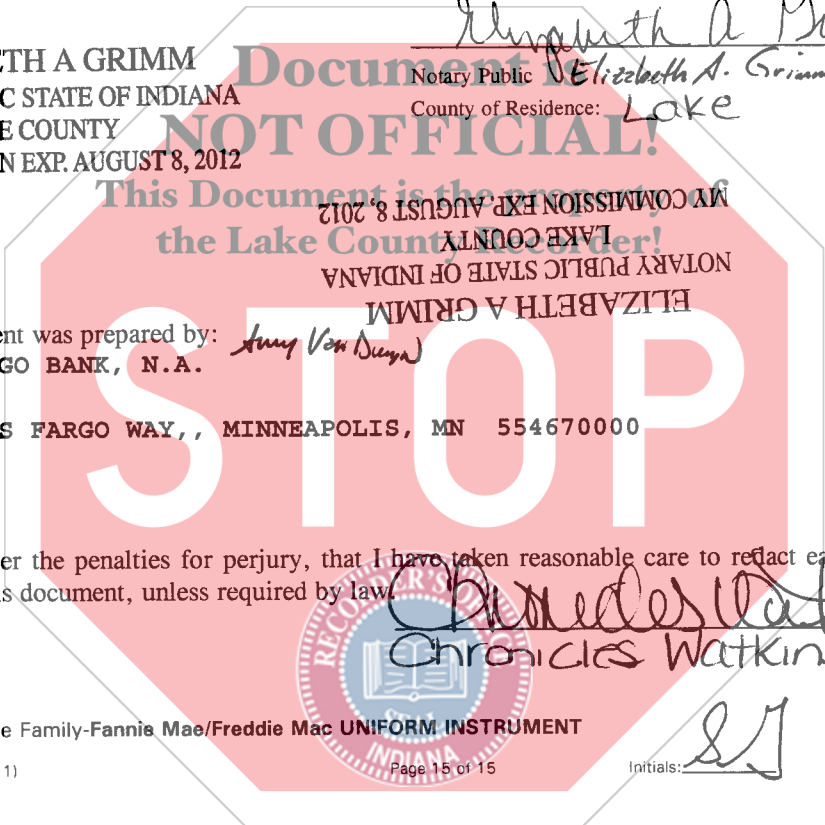 Elizabeth A
ETH A GRIMM
Notary Public Elizabeth A. Grimm
C STATE OF INDIANA
County of Residence: Lake
E COUNTY
N EXP. AUGUST 8, 2012
Document is
NOT OFFICIAL!
This Document is the property of
the Lake County Recorder!
ELIZABETH A GRIMM
NOTARY PUBLIC STATE OF INDIANA
LAKE COUNTY
MY COMMISSION EXP. AUGUST 8, 2012
STOP
ent was prepared by:
GO BANK, N.A.
S FARGO WAY,, MINNEAPOLIS, MN 554670000
er the penalties for perjury, that I have taken reasonable care to redact ea
s document, unless required by law.
Chronicles Watkin
RECORDER'S OFFICE
SEAL
INDIANA
e Family-Fannie Mae/Freddie Mac UNIFORM INSTRUMENT
1)
Page 15 of 15
Initials: SG